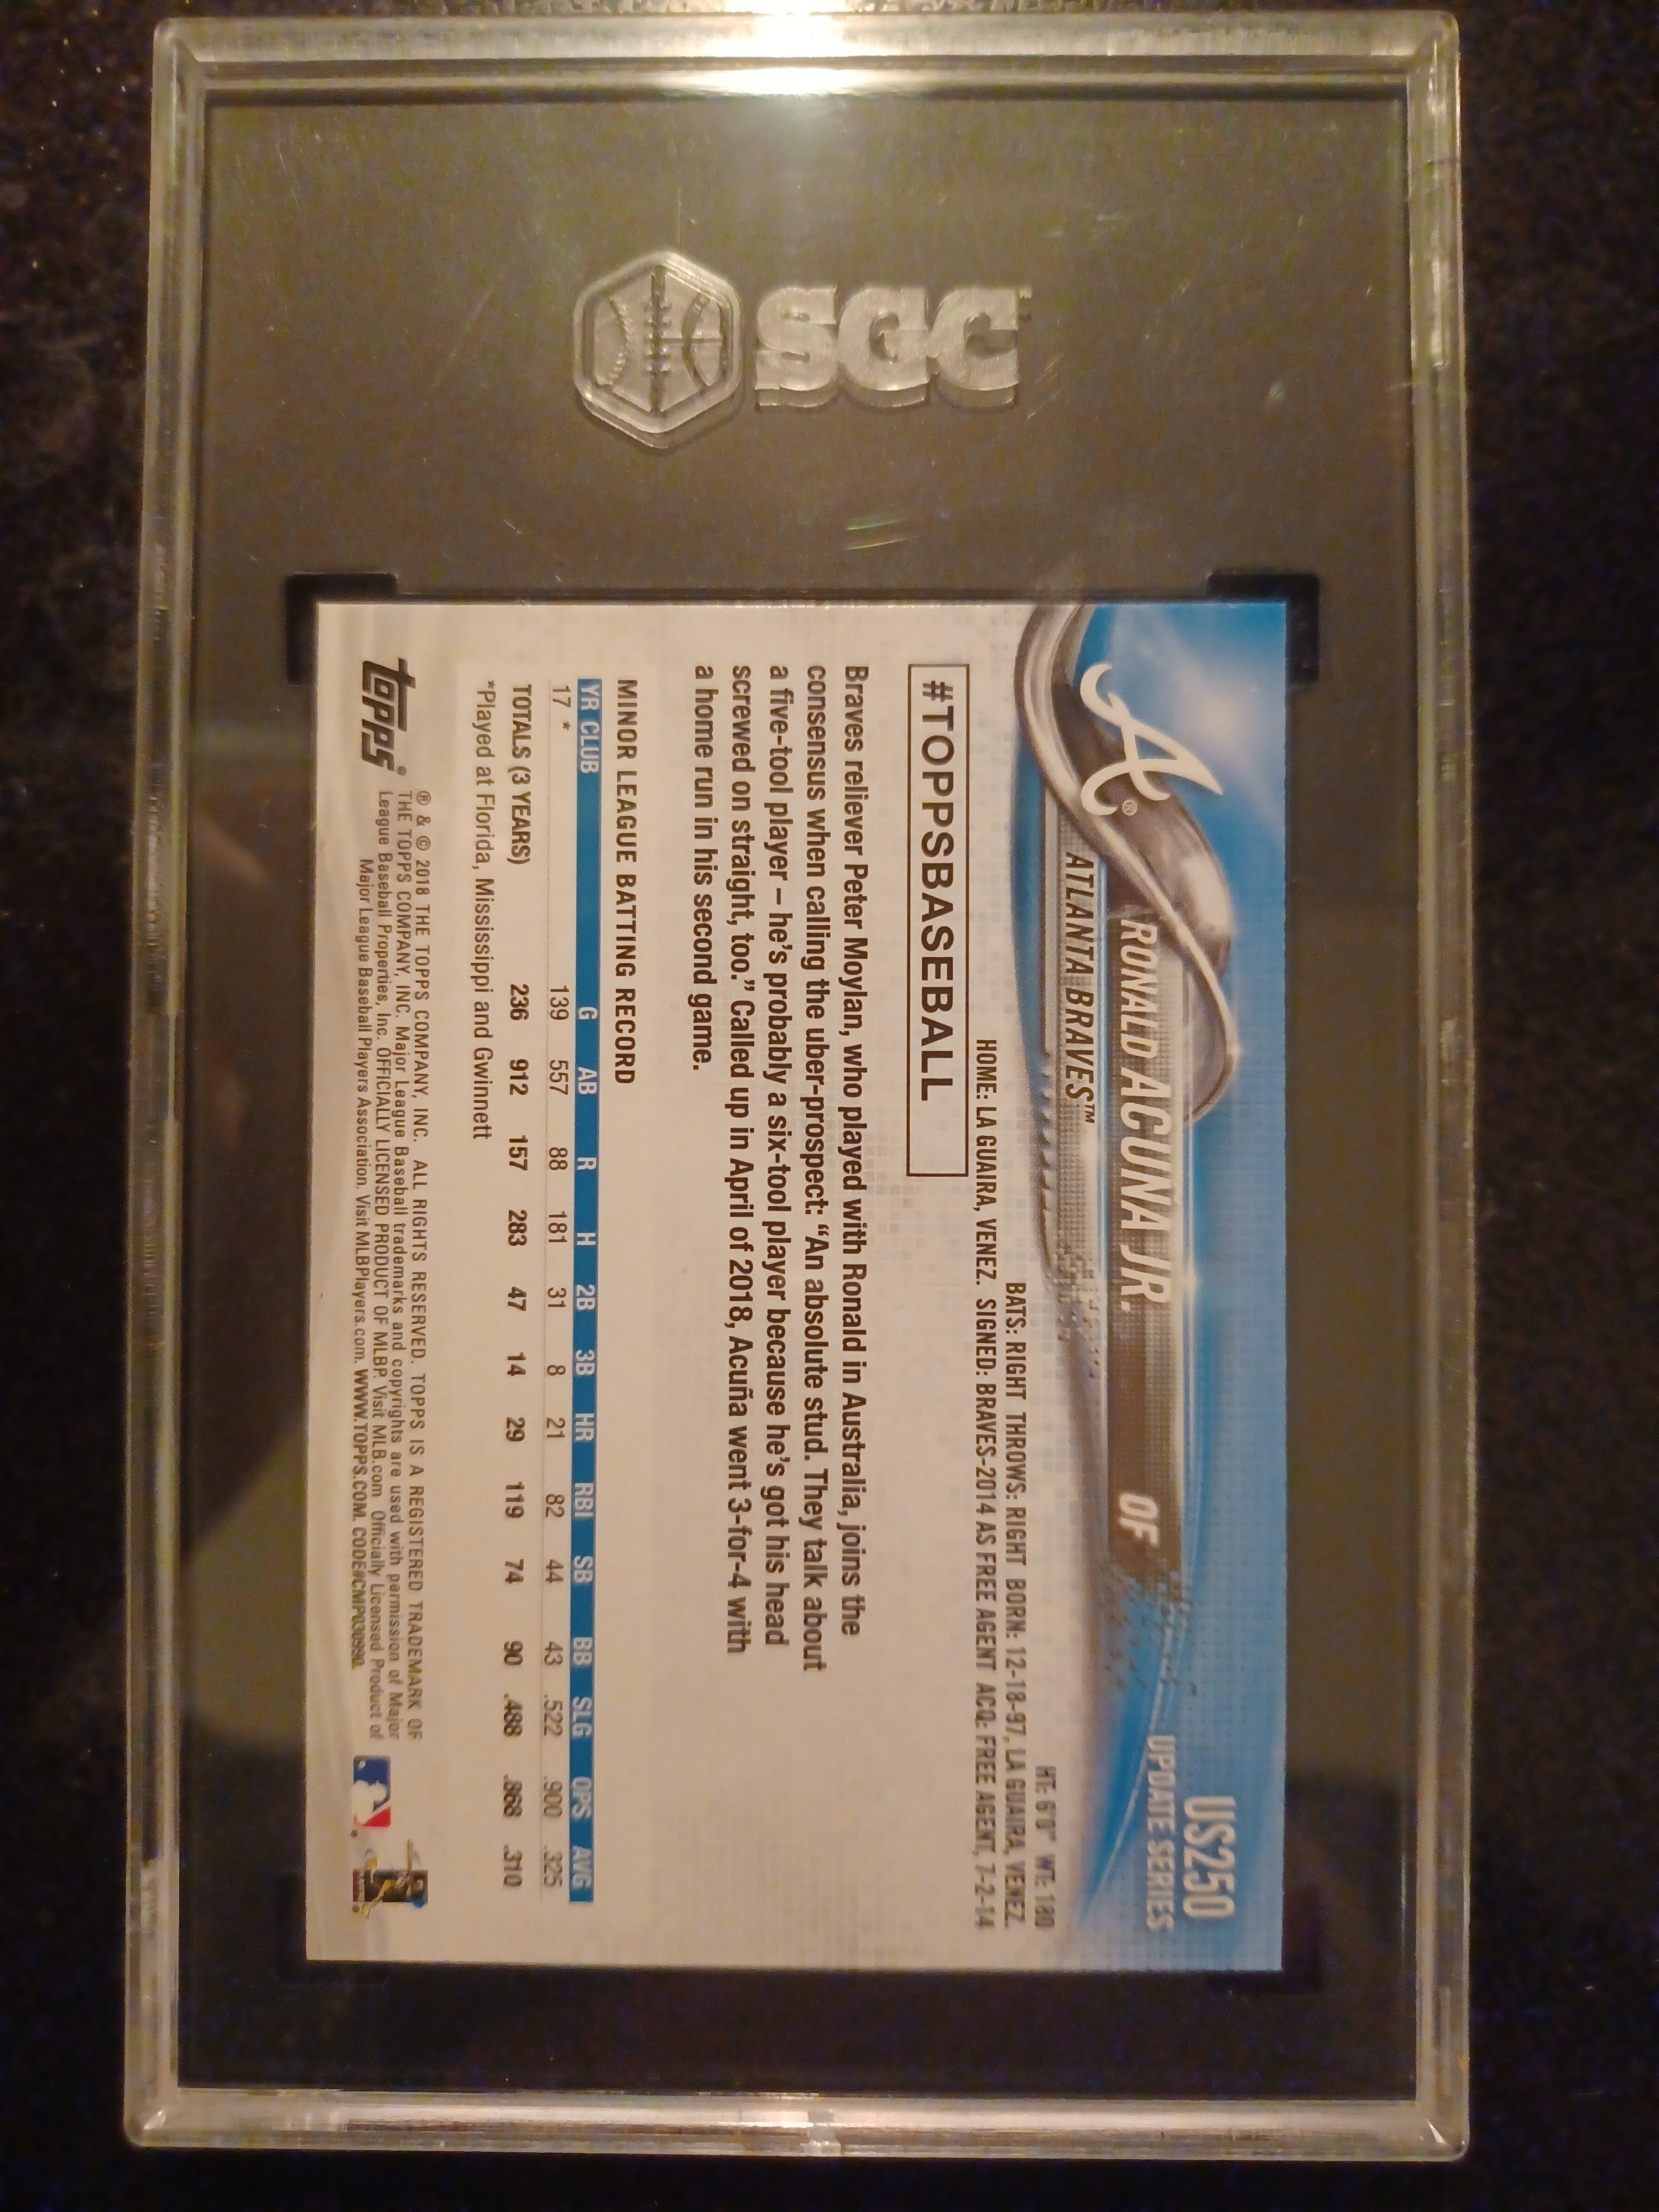 SGC
US250
UPDATE SERIES
A®
RONALD ACUÑA JR. OF
ATLANTA BRAVES™
HT: 6'0" WT: 180
BATS: RIGHT THROWS: RIGHT BORN: 12-18-97, LA GUAIRA, VENEZ.
HOME: LA GUAIRA, VENEZ. SIGNED: BRAVES-2014 AS FREE AGENT ACQ: FREE AGENT, 7-2-14
#TOPPSBASEBALL
Braves reliever Peter Moylan, who played with Ronald in Australia, joins the
consensus when calling the uber-prospect: “An absolute stud. They talk about
a five-tool player – he’s probably a six-tool player because he’s got his head
screwed on straight, too.” Called up in April of 2018, Acuña went 3-for-4 with
a home run in his second game.
MINOR LEAGUE BATTING RECORD
YR CLUB G AB R H 2B 3B HR RBI SB BB SLG OPS AVG
17 * 139 557 88 181 31 8 21 82 44 43 .522 .900 .325
TOTALS (3 YEARS) 236 912 157 283 47 14 29 119 74 90 .488 .868 .310
*Played at Florida, Mississippi and Gwinnett
topps®
® & © 2018 THE TOPPS COMPANY, INC. ALL RIGHTS RESERVED. TOPPS IS A REGISTERED TRADEMARK OF
THE TOPPS COMPANY, INC. Major League Baseball trademarks and copyrights are used with permission of Major
League Baseball Properties, Inc. OFFICIALLY LICENSED PRODUCT OF MLBP. Visit MLB.com Officially Licensed Product of
Major League Baseball Players Association. Visit MLBPlayers.com. WWW.TOPPS.COM. CODE#CMP030990.